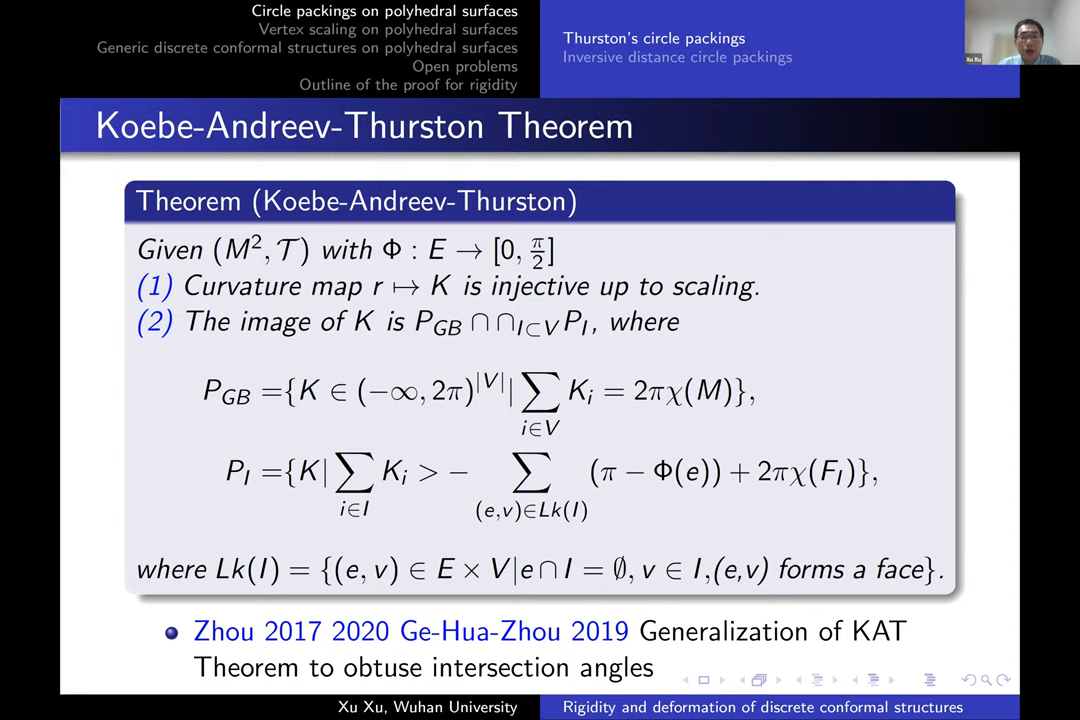 Circle packings on polyhedral surfaces
Vertex scaling on polyhedral surfaces
Generic discrete conformal structures on polyhedral surfaces
Open problems
Outline of the proof for rigidity
Thurston's circle packings
Inversive distance circle packings
Xu Xu
Koebe-Andreev-Thurston Theorem
Theorem (Koebe-Andreev-Thurston)
Given (M², 𝒯) with Φ : E → [0, π/2]
(1) Curvature map r ↦ K is injective up to scaling.
(2) The image of K is P_{GB} ∩ ∩_{I⊂V} P_I, where
P_{GB} ={K ∈ (−∞, 2π)^{|V|}| ∑_{i∈V} K_i = 2πχ(M)},
P_I ={K| ∑_{i∈I} K_i > − ∑_{(e,v)∈Lk(I)} (π − Φ(e)) + 2πχ(F_I)},
where Lk(I) = {(e, v) ∈ E × V|e ∩ I = ∅, v ∈ I,(e,v) forms a face}.
Zhou 2017 2020 Ge-Hua-Zhou 2019 Generalization of KAT
Theorem to obtuse intersection angles
Xu Xu, Wuhan University
Rigidity and deformation of discrete conformal structures